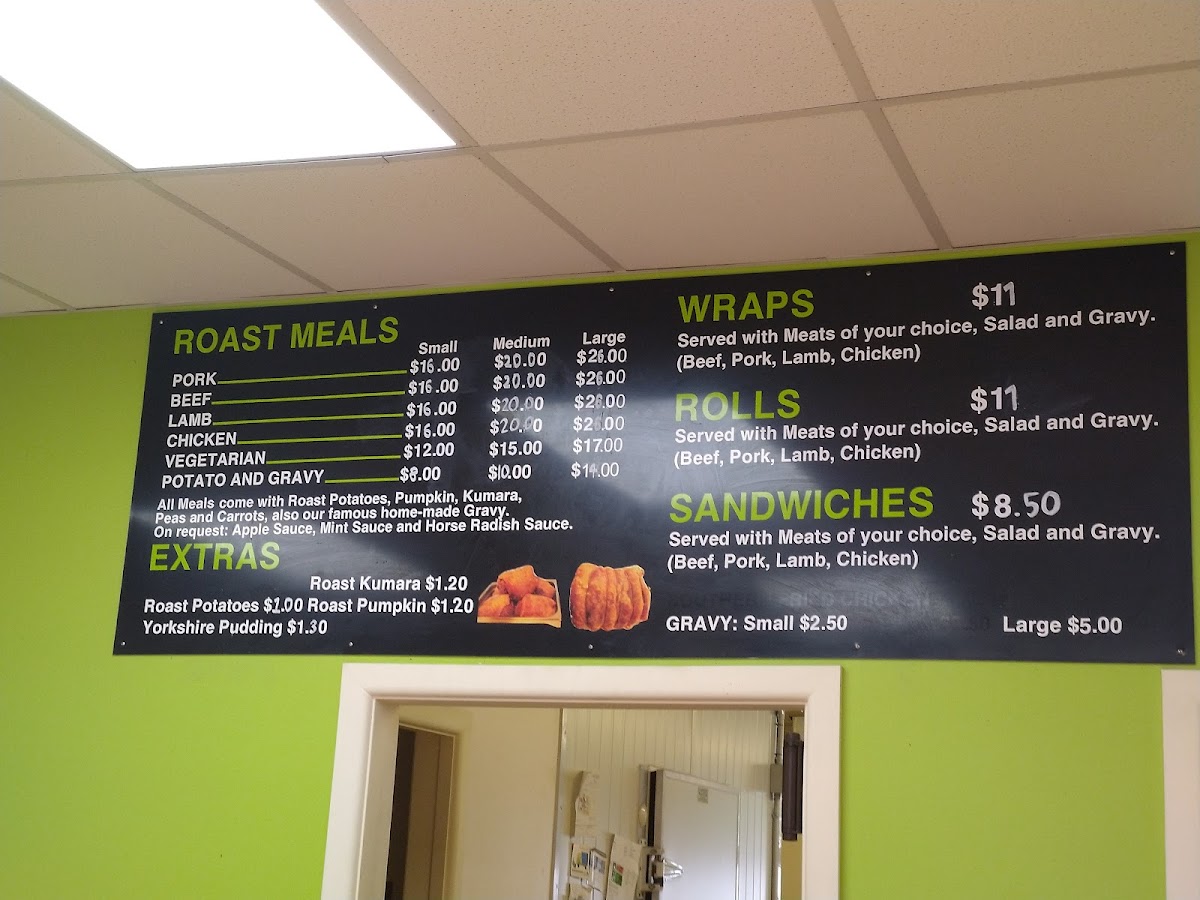 ROAST MEALS
Small Medium Large
PORK $16.00 $20.00 $26.00
BEEF $16.00 $20.00 $26.00
LAMB $16.00 $20.00 $26.00
CHICKEN $16.00 $20.00 $26.00
VEGETARIAN $12.00 $15.00 $17.00
POTATO AND GRAVY $8.00 $10.00 $14.00
All Meals come with Roast Potatoes, Pumpkin, Kumara,
Peas and Carrots, also our famous home-made Gravy.
On request: Apple Sauce, Mint Sauce and Horse Radish Sauce.
EXTRAS
Roast Kumara $1.20
Roast Potatoes $1.00 Roast Pumpkin $1.20
Yorkshire Pudding $1.30
WRAPS $11
Served with Meats of your choice, Salad and Gravy.
(Beef, Pork, Lamb, Chicken)
ROLLS $11
Served with Meats of your choice, Salad and Gravy.
(Beef, Pork, Lamb, Chicken)
SANDWICHES $8.50
Served with Meats of your choice, Salad and Gravy.
(Beef, Pork, Lamb, Chicken)
GRAVY: Small $2.50 Large $5.00